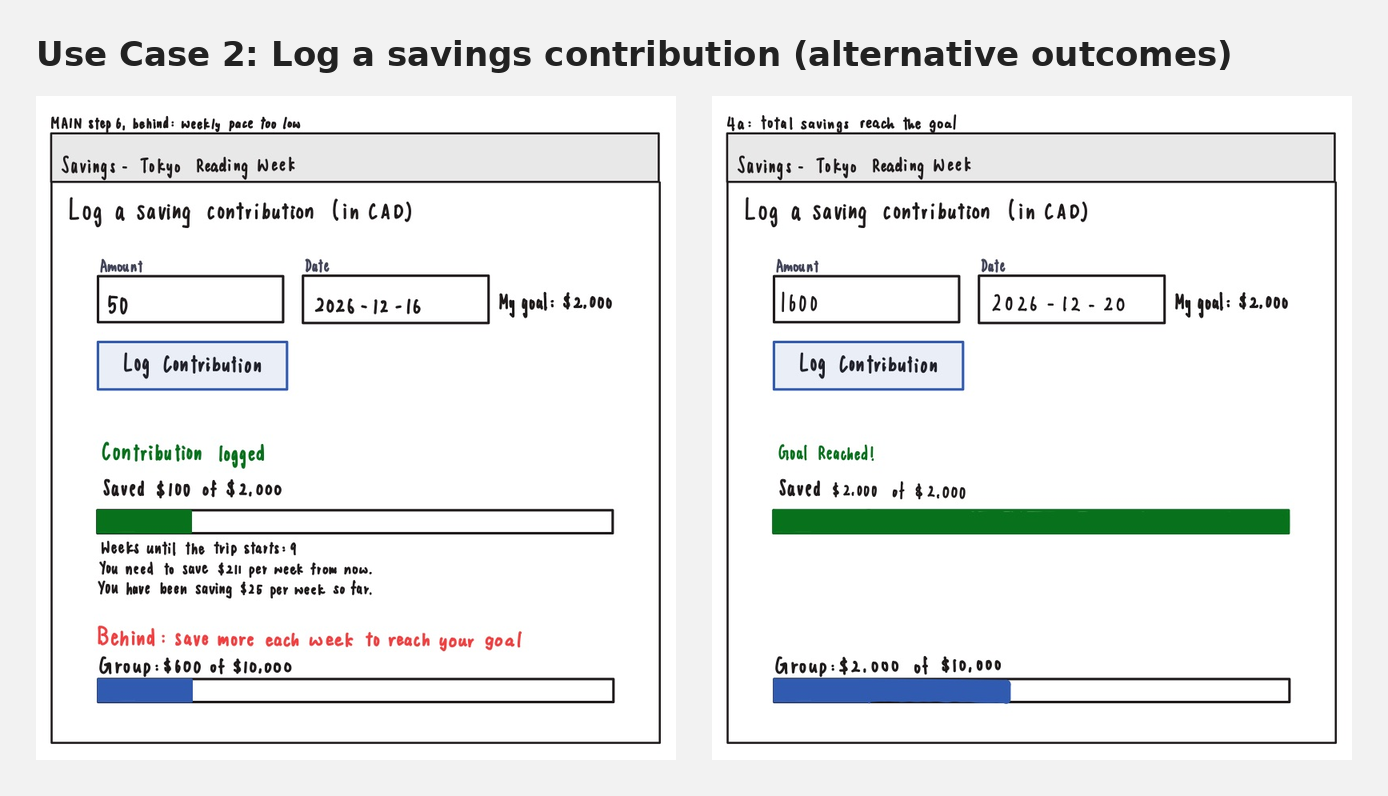 Use Case 2: Log a savings contribution (alternative outcomes)
MAIN step 6, behind: weekly pace too low
Savings - Tokyo Reading Week
Log a saving contribution (in CAD)
Amount
Date
50
2026-12-16
My goal: $2,000
Log Contribution
Contribution logged
Saved $100 of $2,000
Weeks until the trip starts: 9
You need to save $211 per week from now.
You have been saving $25 per week so far.
Behind: save more each week to reach your goal
Group: $600 of $10,000
4a: total savings reach the goal
Savings - Tokyo Reading Week
Log a saving contribution (in CAD)
Amount
Date
1600
2026-12-20
My goal: $2,000
Log Contribution
Goal Reached!
Saved $2,000 of $2,000
Group: $2,000 of $10,000